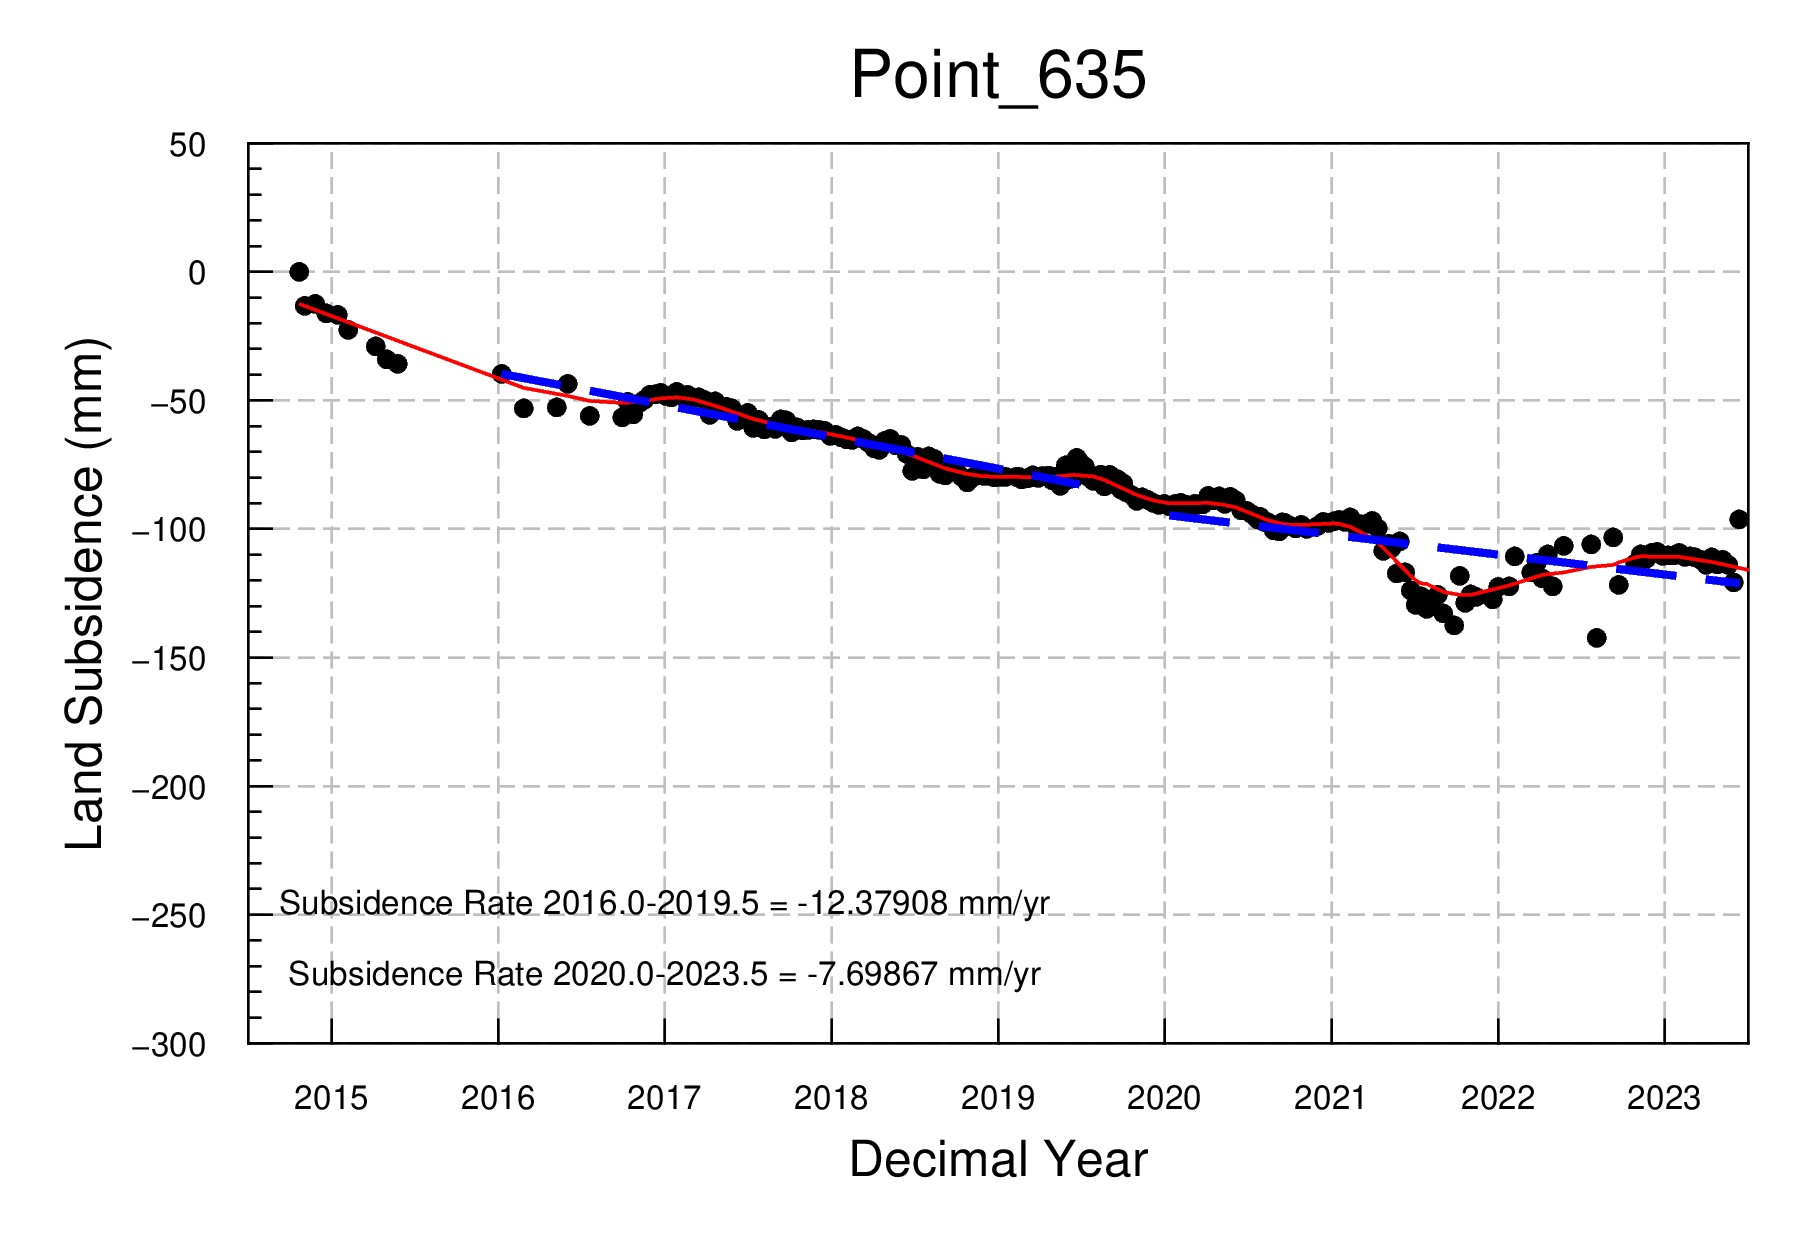 Point_635
50
0
−50
−100
−150
−200
−250
−300
Land Subsidence (mm)
Subsidence Rate 2016.0-2019.5 = -12.37908 mm/yr
Subsidence Rate 2020.0-2023.5 = -7.69867 mm/yr
2015 2016 2017 2018 2019 2020 2021 2022 2023
Decimal Year